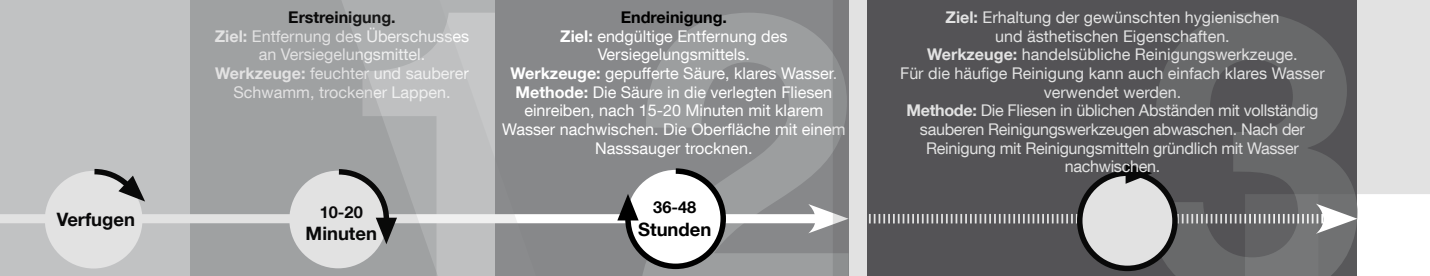 Erstreinigung.
Ziel: Entfernung des Überschusses
an Versiegelungsmittel.
Werkzeuge: feuchter und sauberer
Schwamm, trockener Lappen.
Endreinigung.
Ziel: endgültige Entfernung des
Versiegelungsmittels.
Werkzeuge: gepufferte Säure, klares Wasser.
Methode: Die Säure in die verlegten Fliesen
einreiben, nach 15-20 Minuten mit klarem
Wasser nachwischen. Die Oberfläche mit einem
Nasssauger trocknen.
Ziel: Erhaltung der gewünschten hygienischen
und ästhetischen Eigenschaften.
Werkzeuge: handelsübliche Reinigungswerkzeuge.
Für die häufige Reinigung kann auch einfach klares Wasser
verwendet werden.
Methode: Die Fliesen in üblichen Abständen mit vollständig
sauberen Reinigungswerkzeugen abwaschen. Nach der
Reinigung mit Reinigungsmitteln gründlich mit Wasser
nachwischen.
Verfugen
10-20
Minuten
36-48
Stunden
1
2
3